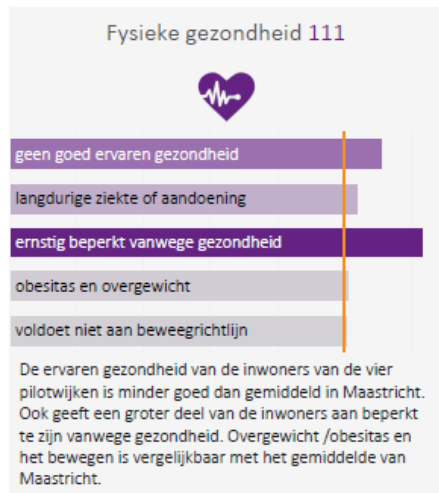 Fysieke gezondheid 111
geen goed ervaren gezondheid
langdurige ziekte of aandoening
ernstig beperkt vanwege gezondheid
obesitas en overgewicht
voldoet niet aan beweegrichtlijn
De ervaren gezondheid van de inwoners van de vier
pilotwijken is minder goed dan gemiddeld in Maastricht.
Ook geeft een groter deel van de inwoners aan beperkt
te zijn vanwege gezondheid. Overgewicht /obesitas en
het bewegen is vergelijkbaar met het gemiddelde van
Maastricht.